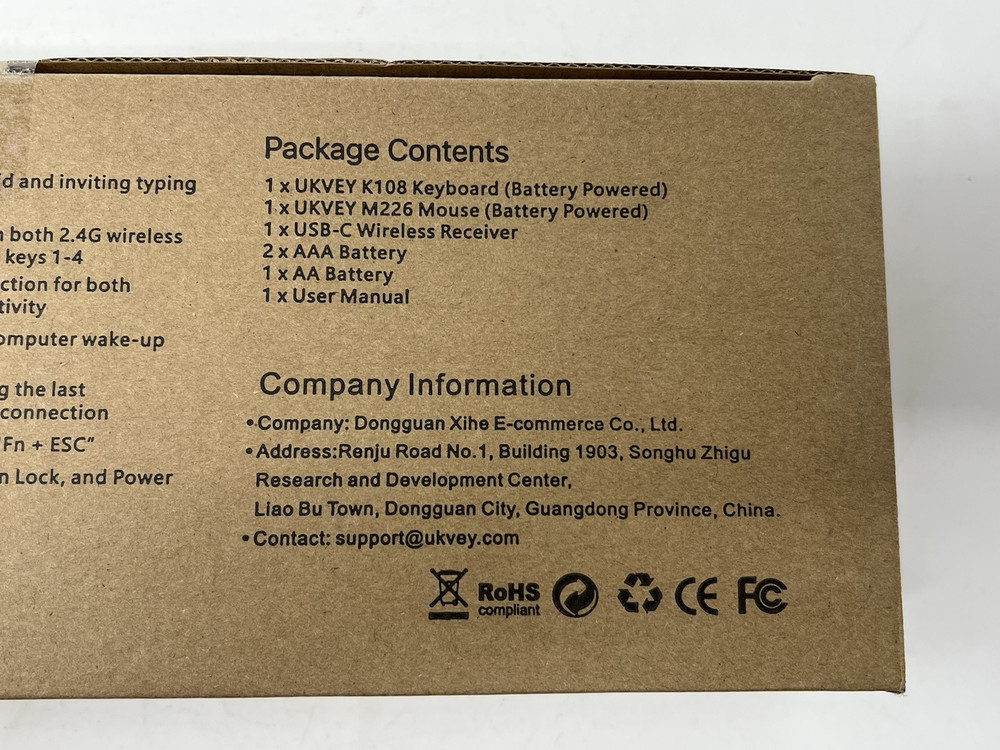 d and inviting typing
both 2.4G wireless
keys 1-4
ction for both
tivity
omputer wake-up
g the last
connection
Fn + ESC”
n Lock, and Power
Package Contents
1 x UKVEY K108 Keyboard (Battery Powered)
1 x UKVEY M226 Mouse (Battery Powered)
1 x USB-C Wireless Receiver
2 x AAA Battery
1 x AA Battery
1 x User Manual
Company Information
•Company: Dongguan Xihe E-commerce Co., Ltd.
•Address:Renju Road No.1, Building 1903, Songhu Zhigu
Research and Development Center,
Liao Bu Town, Dongguan City, Guangdong Province, China.
•Contact: support@ukvey.com
RoHS
compliant
CE FC